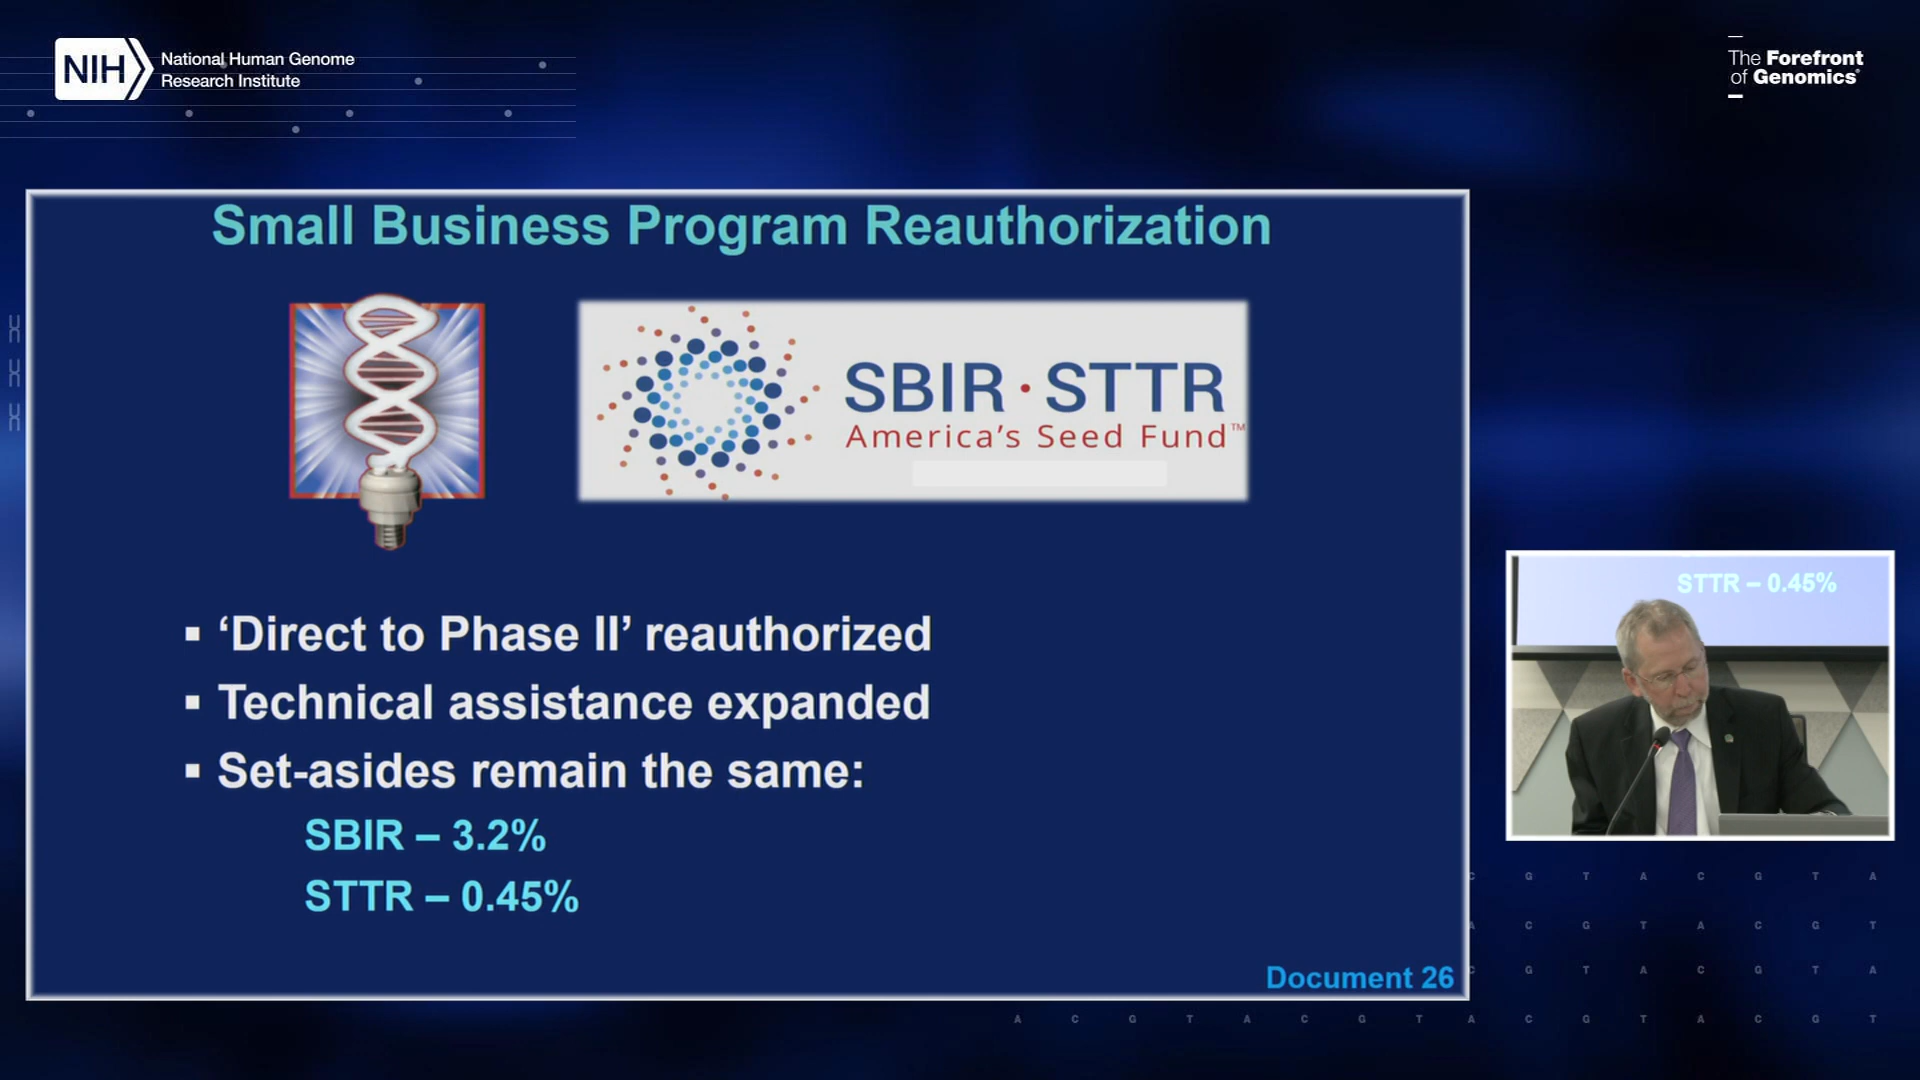 NIH
National Human Genome
Research Institute
The Forefront
of Genomics®
Small Business Program Reauthorization
SBIR · STTR
America's Seed Fund™
▪ ‘Direct to Phase II’ reauthorized
▪ Technical assistance expanded
▪ Set-asides remain the same:
SBIR – 3.2%
STTR – 0.45%
Document 26
STTR – 0.45%
C G T A C G T A
A C G T A C G T
C G T A C G T A
A C G T A C G T A C G T A C G T